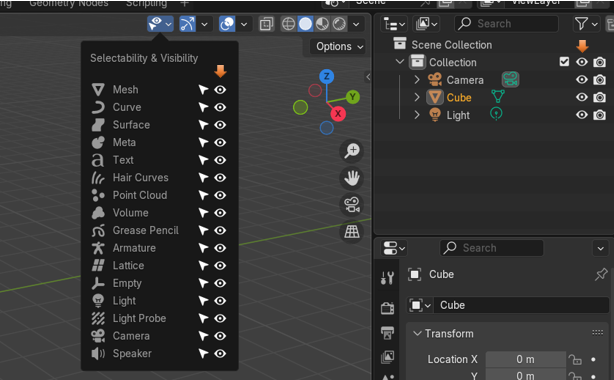 Geometry Nodes
Scripting
ViewLayer
Search
Options
Selectability & Visibility
Mesh
Curve
Surface
Meta
Text
Hair Curves
Point Cloud
Volume
Grease Pencil
Armature
Lattice
Empty
Light
Light Probe
Camera
Speaker
Z
Y
X
Scene Collection
Collection
Camera
Cube
Light
Search
Cube
Cube
Transform
Location X 0 m
Y 0 m